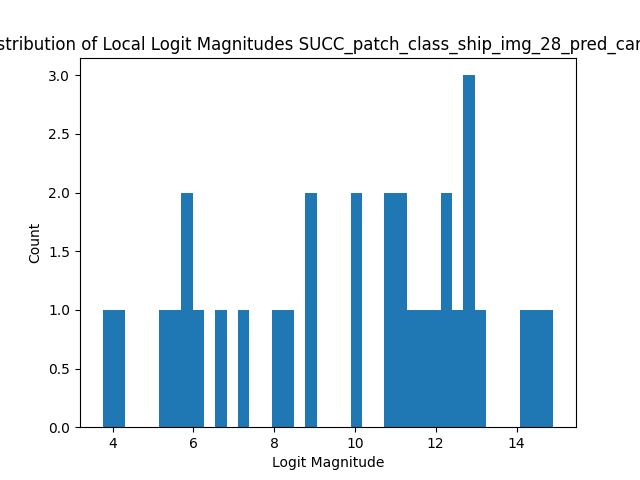 stribution of Local Logit Magnitudes SUCC_patch_class_ship_img_28_pred_car
3.0
2.5
2.0
1.5
1.0
0.5
0.0
Count
4 6 8 10 12 14
Logit Magnitude